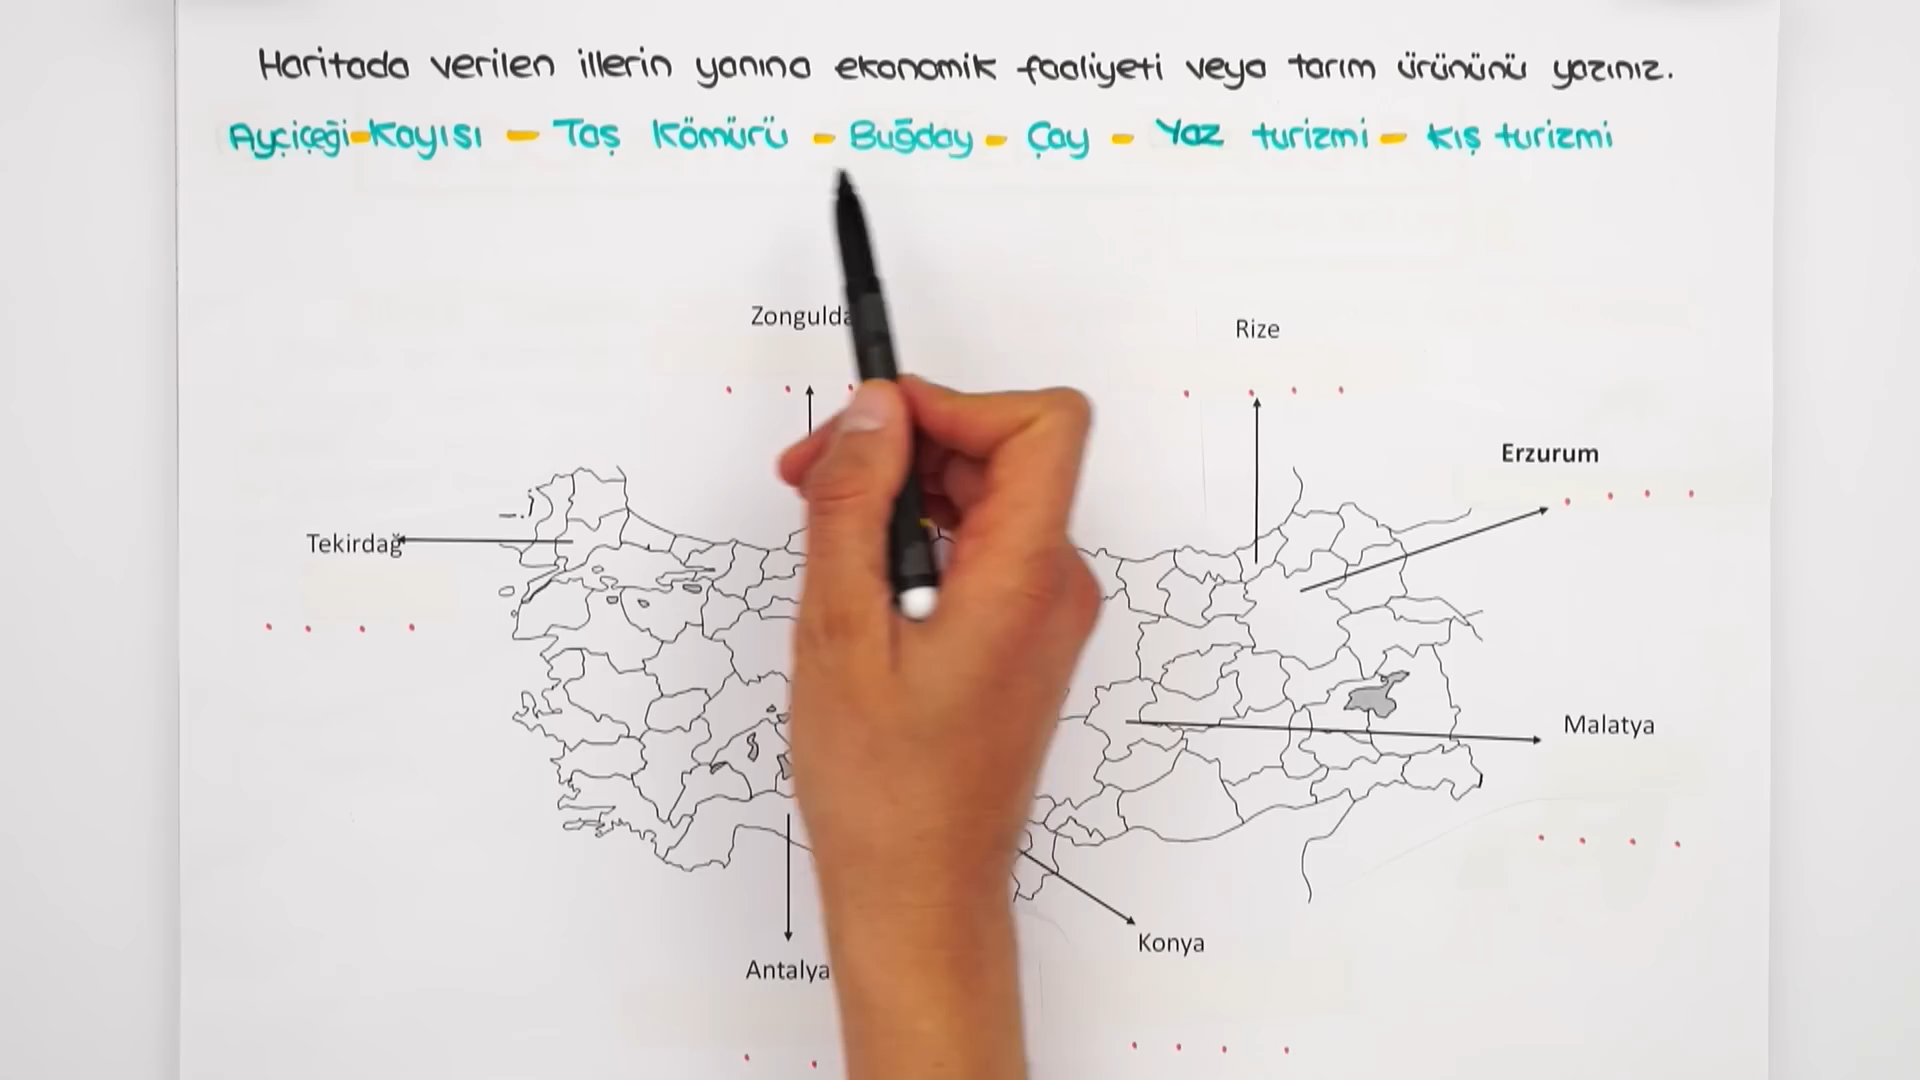 Haritada verilen illerin yanına ekonomik faaliyeti veya tarım ürününü yazınız.
Ayçiçeği-Kayısı - Taş Kömürü - Buğday - Çay - Yaz turizmi - Kış turizmi
Rize
Erzurum
Tekirdağ
Malatya
Konya
Antalya